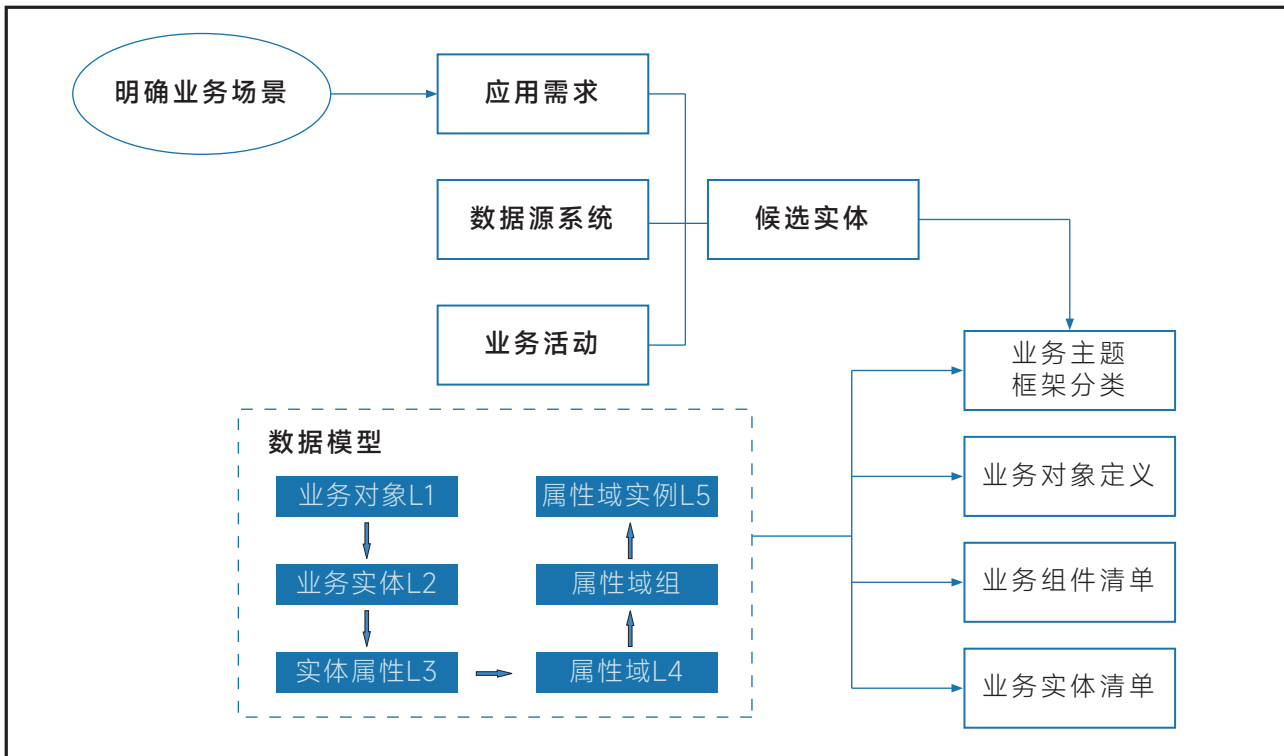 明确业务场景
应用需求
数据源系统
候选实体
业务活动
业务主题
框架分类
数据模型
业务对象L1
属性域实例L5
业务对象定义
业务实体L2
属性域组
业务组件清单
实体属性L3
属性域L4
业务实体清单